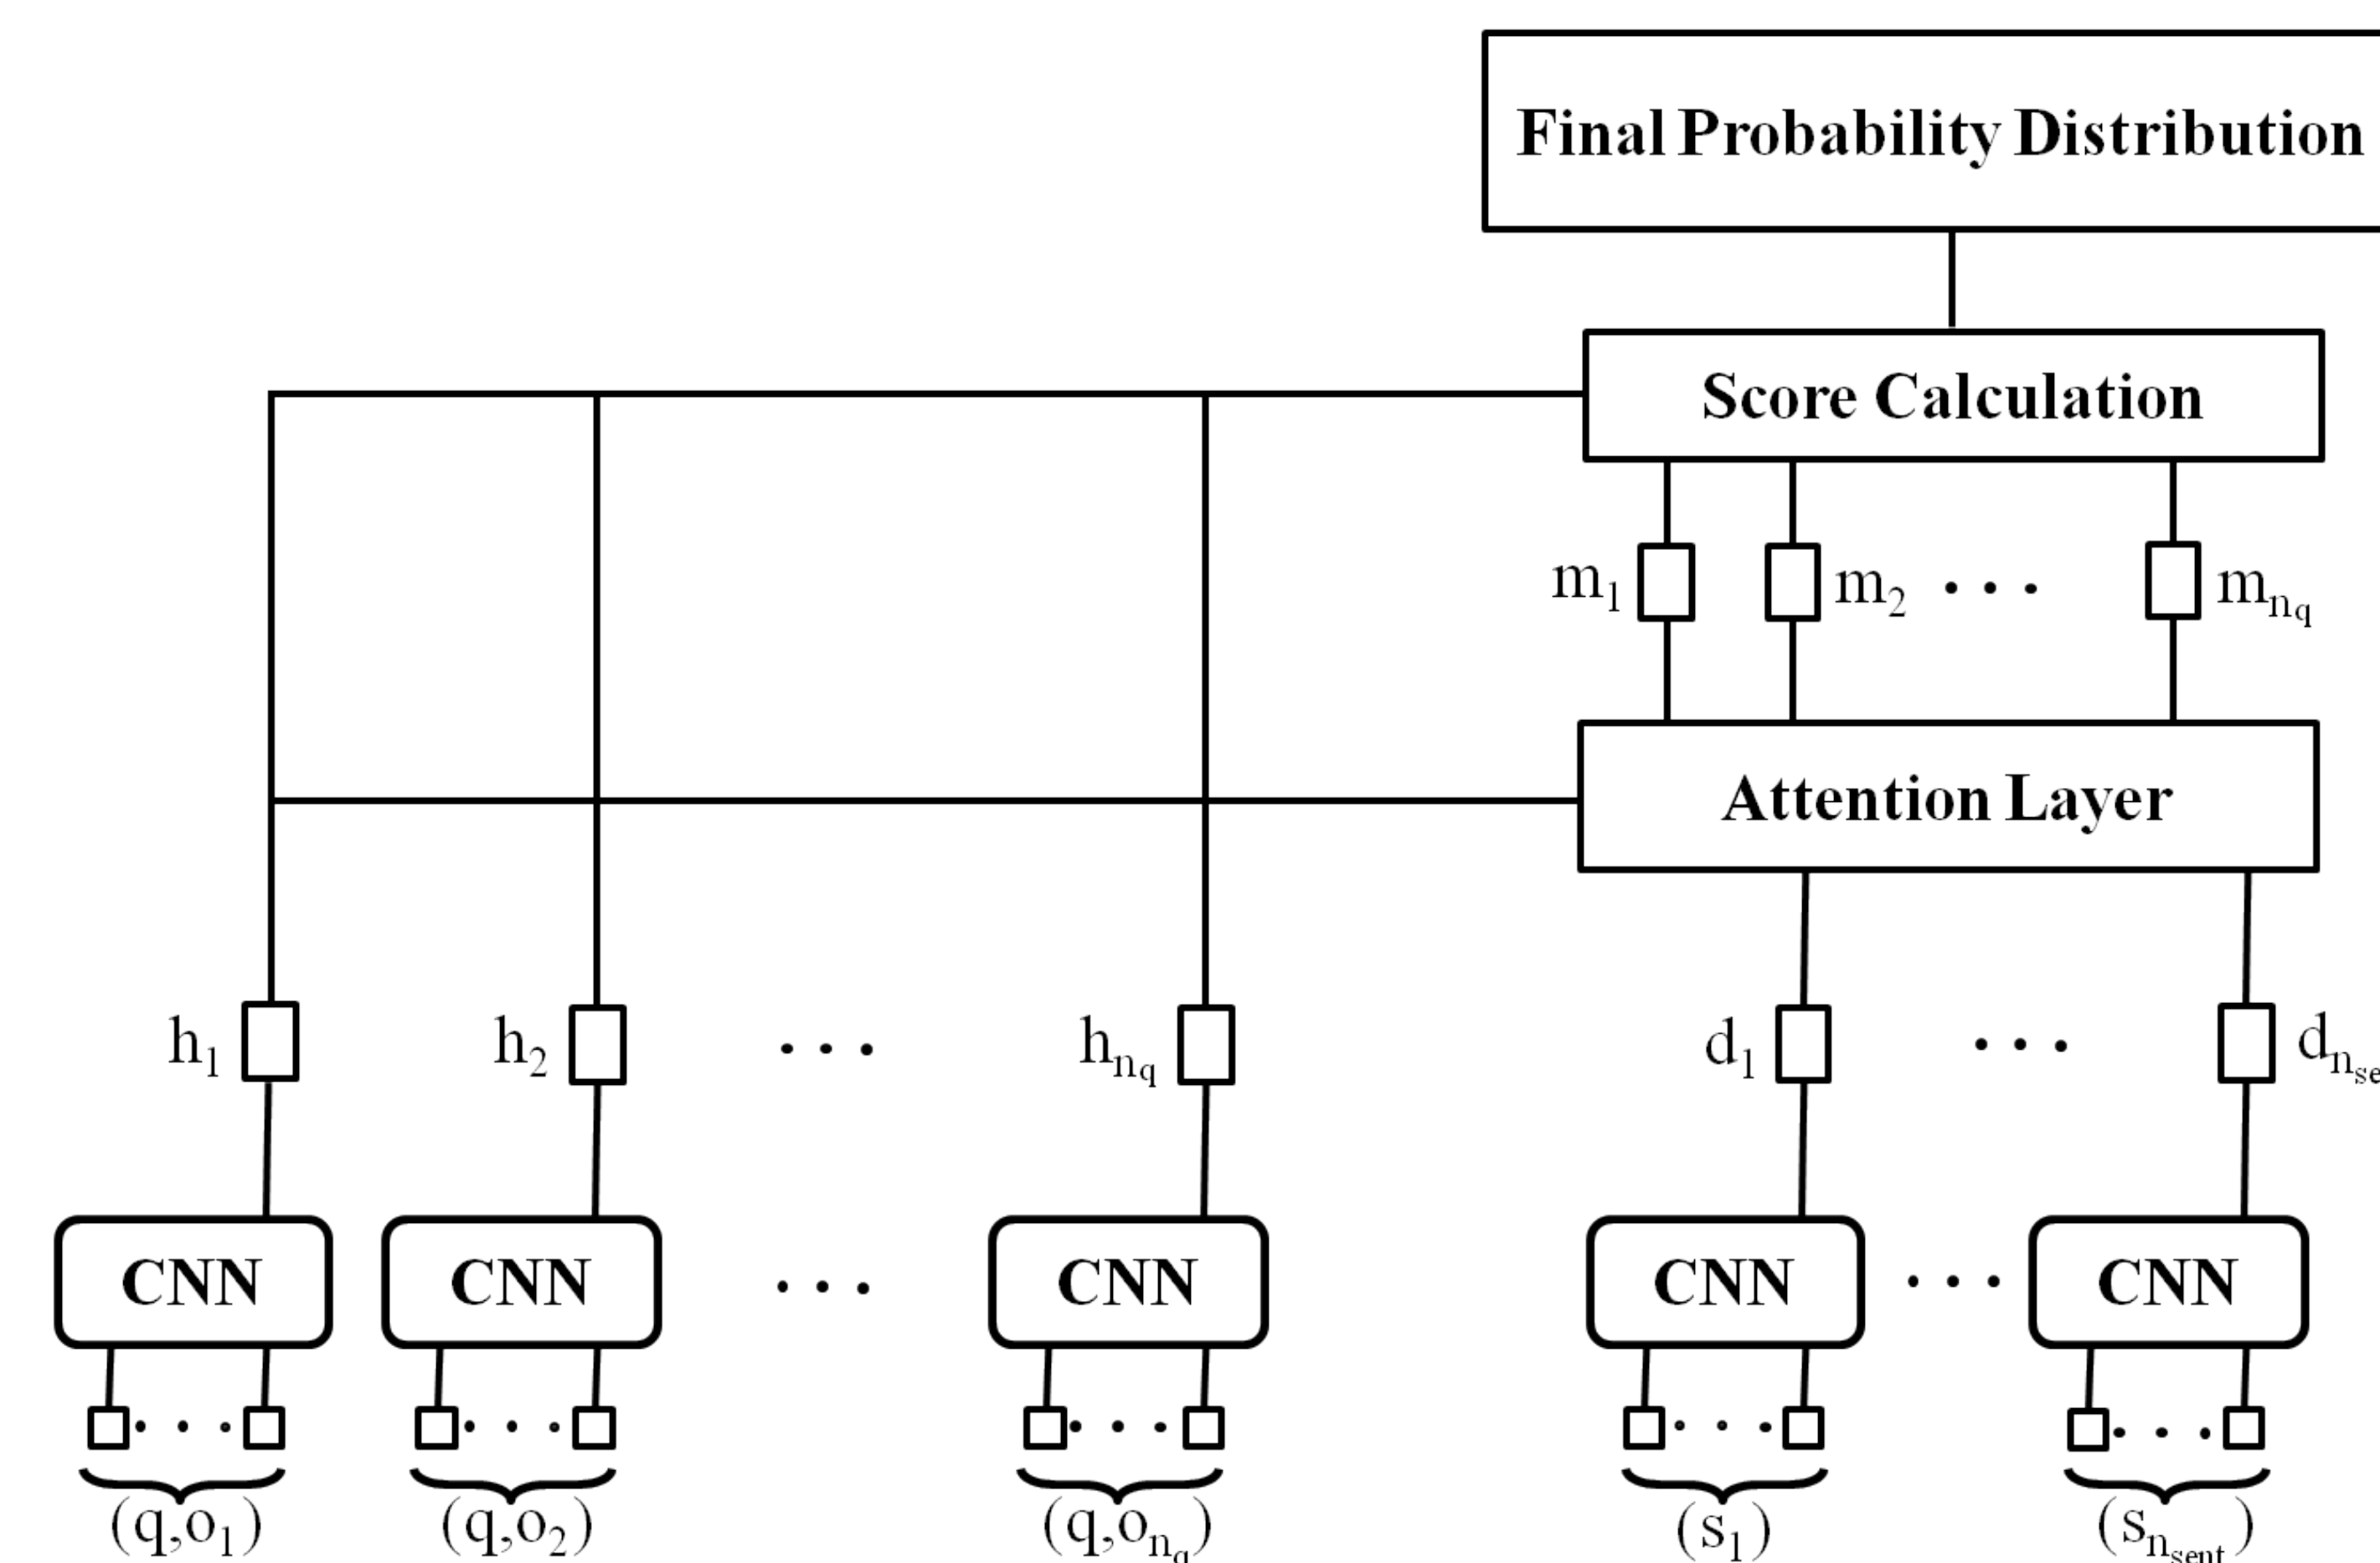 Final Probability Distribution
Score Calculation
m1 m2 . . . mnq
Attention Layer
h1 h2 . . . hnq d1 . . . dnse
CNN CNN . . . CNN CNN . . . CNN
(q,o1) (q,o2) (q,onq) (s1) (snsent)